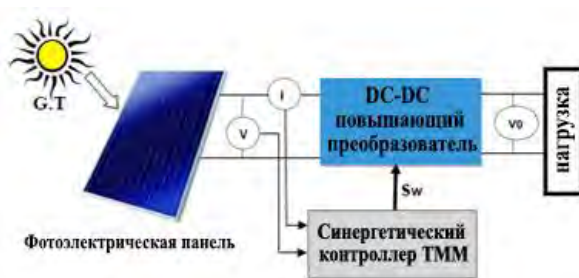 G.T
I
V
DC-DC
повышающий
преобразователь
V0
нагрузка
Sw
Синергетический
контроллер ТММ
Фотоэлектрическая панель